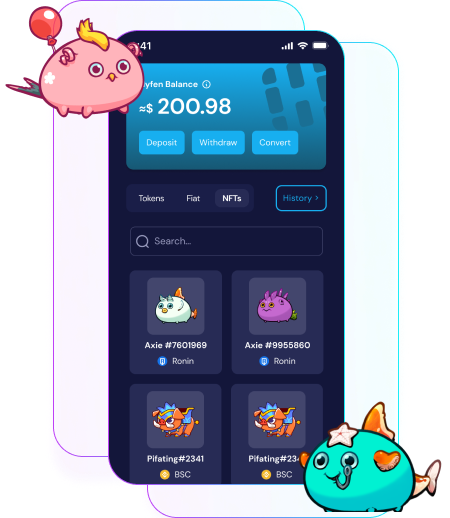 :41
yfen Balance
≈$ 200.98
Deposit Withdraw Convert
Tokens Fiat NFTs History >
Search...
Axie #7601969 Axie #9955860
Ronin Ronin
Pifating#2341 Pifating#23
BSC BSC